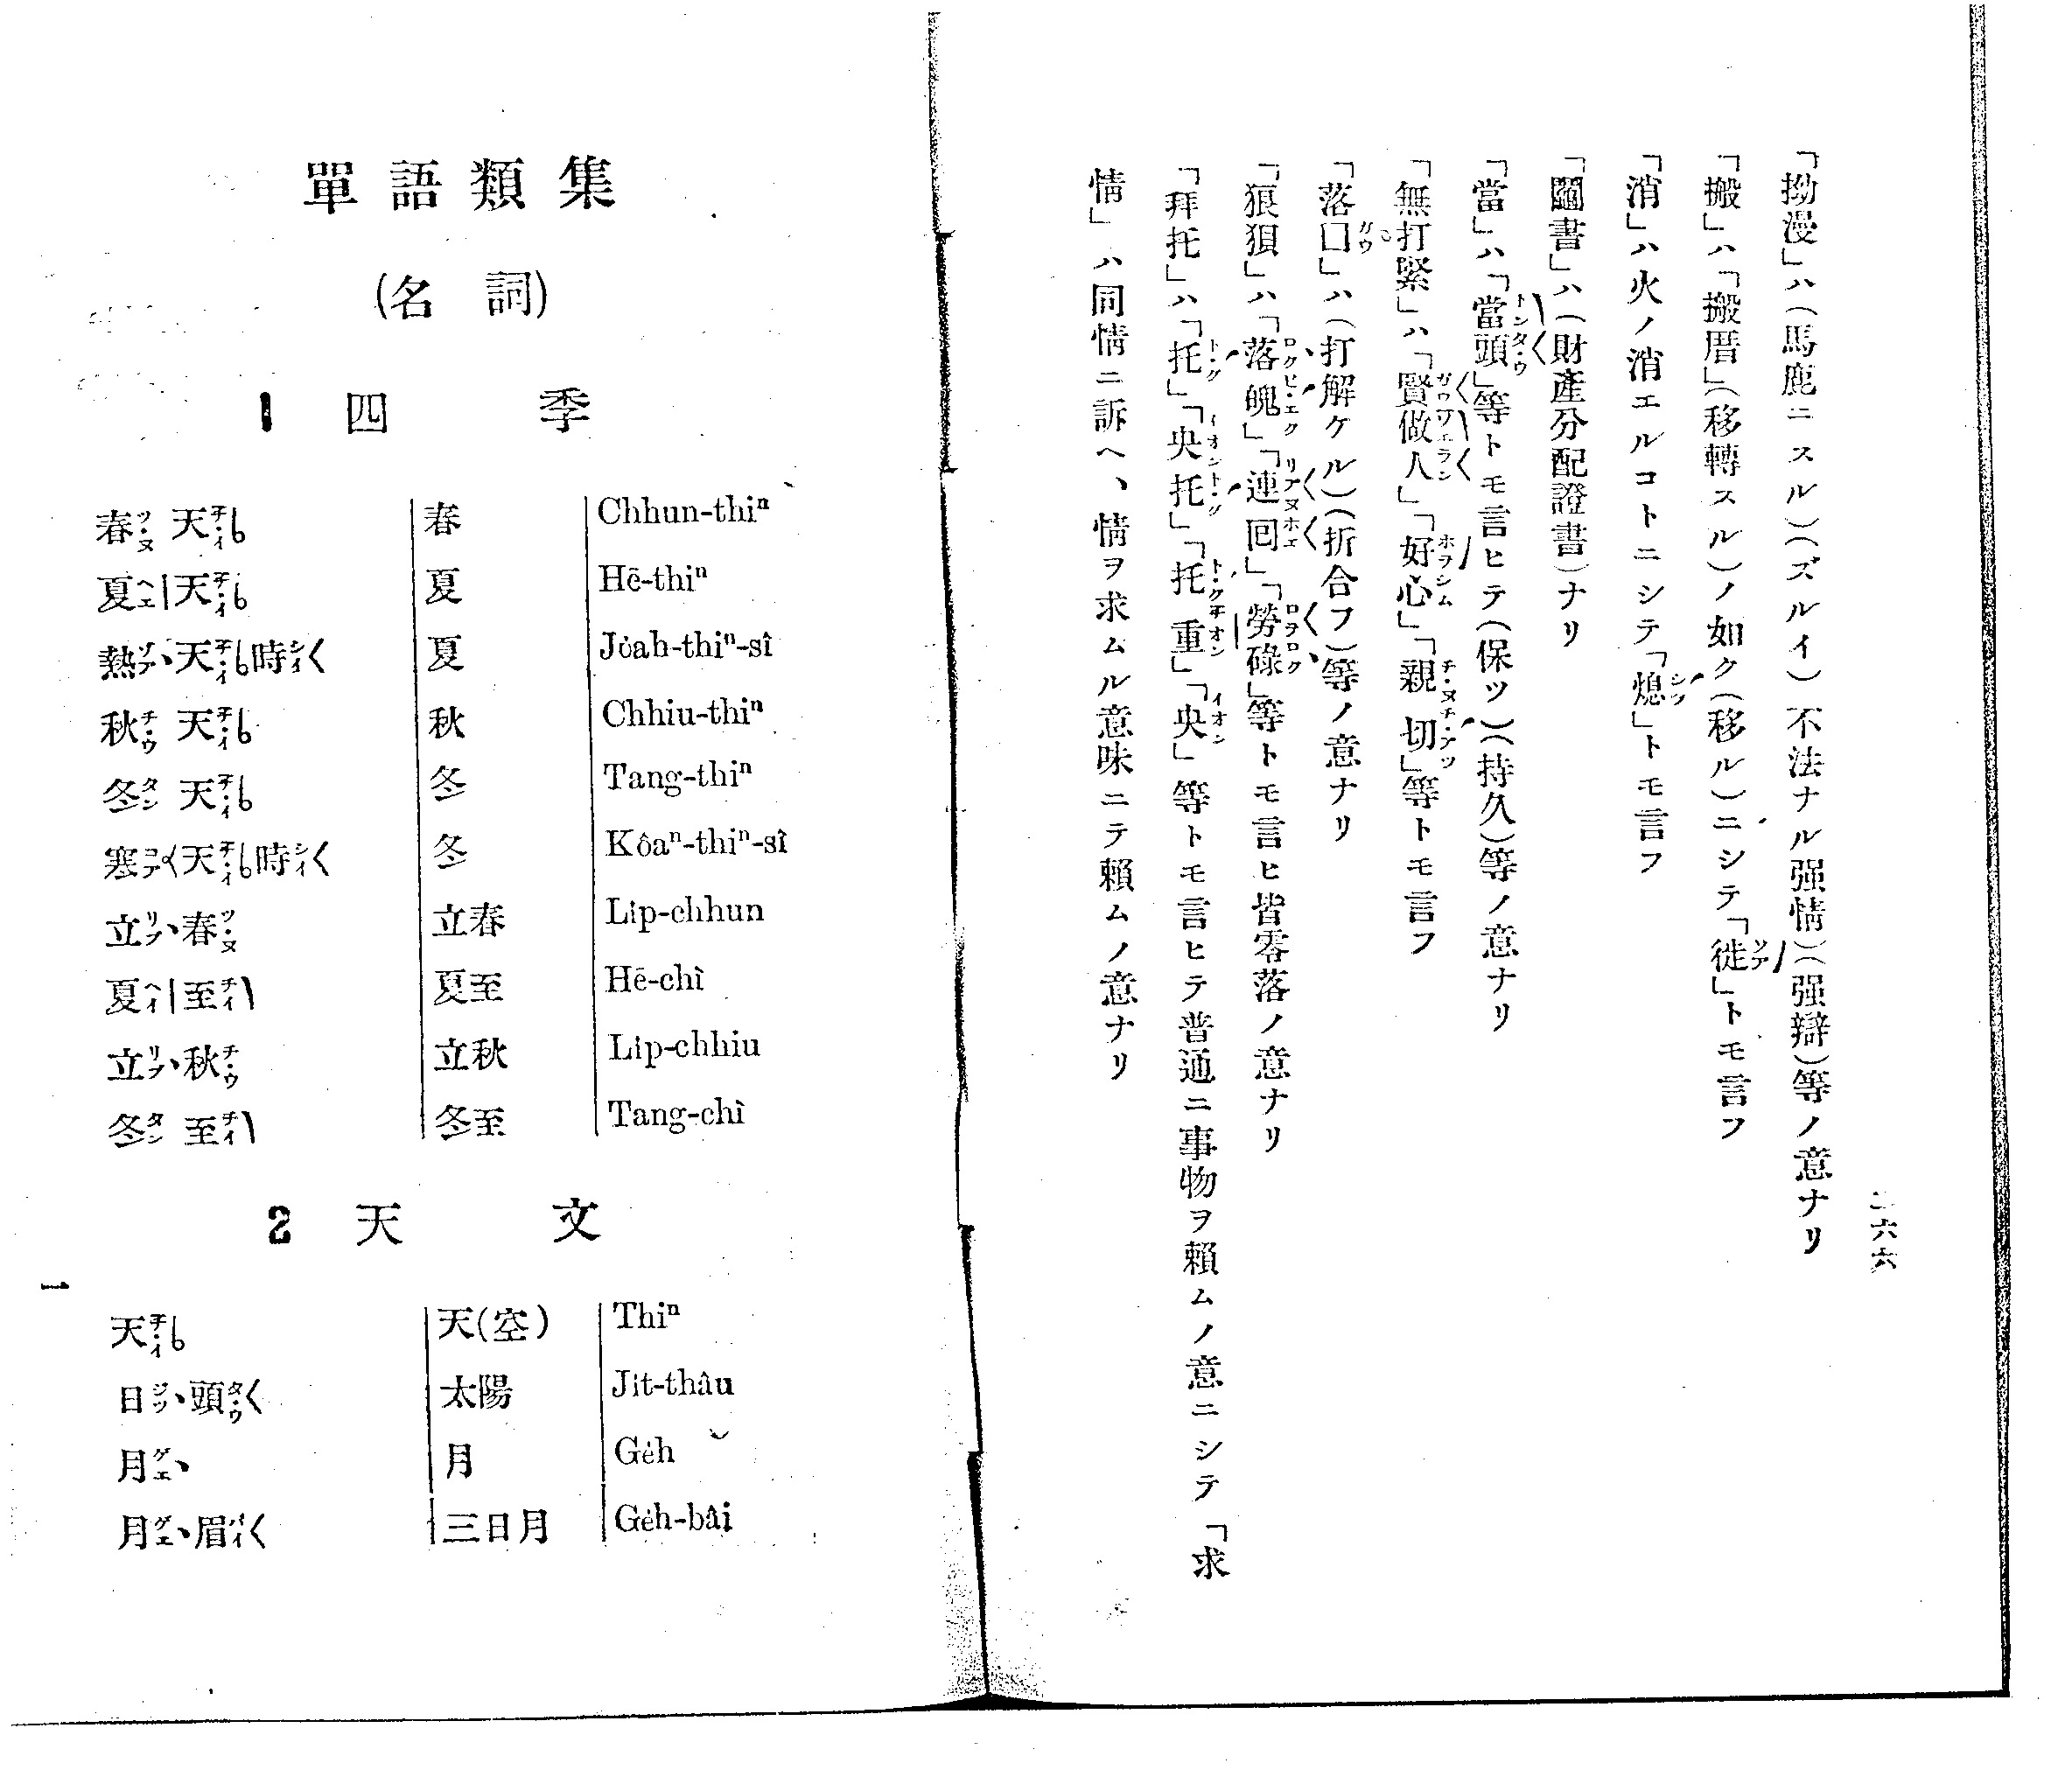 二六六
「拗漫」ハ（馬鹿ニスル）（ズルイ）不法ナル强情）（强辯）等ノ意ナリ
「搬」ハ「搬厝」（移轉スル）ノ如ク（移ル）ニシテ「徙」トモ言フ
「消」ハ火ノ消エルコトニシテ「熄」トモ言フ
「鬮書」ハ（財產分配證書）ナリ
「當」ハ「當頭」等トモ言ヒテ（保ツ）（持久）等ノ意ナリ
「無打緊」ハ「賢做人」「好心」「親切」等トモ言フ
「落囗」ハ（打解ケル）（折合フ）等ノ意ナリ
「狼狽」ハ「落魄」「連回」「勞碌」等トモ言ヒ皆零落ノ意ナリ
「拜托」ハ「托」「央托」「托重」「央」等トモ言ヒテ普通ニ事物ヲ賴ムノ意ニシテ「求
情」ハ同情ニ訴ヘ、情ヲ求ムル意味ニテ賴ムノ意ナリ
單語類集
(名詞)
1 四季
春天 春 Chhun-thiⁿ
夏天 夏 Hē-thiⁿ
熱天時 夏 Jo̍ah-thiⁿ-sî
秋天 秋 Chhiu-thiⁿ
冬天 冬 Tang-thiⁿ
寒天時 冬 Kôaⁿ-thiⁿ-sî
立春 立春 Li̍p-chhun
夏至 夏至 Hē-chì
立秋 立秋 Li̍p-chhiu
冬至 冬至 Tang-chì
2 天文
天 天(空) Thiⁿ
日頭 太陽 Ji̍t-thâu
月 月 Ge̍h
月眉 三日月 Ge̍h-bâi
一